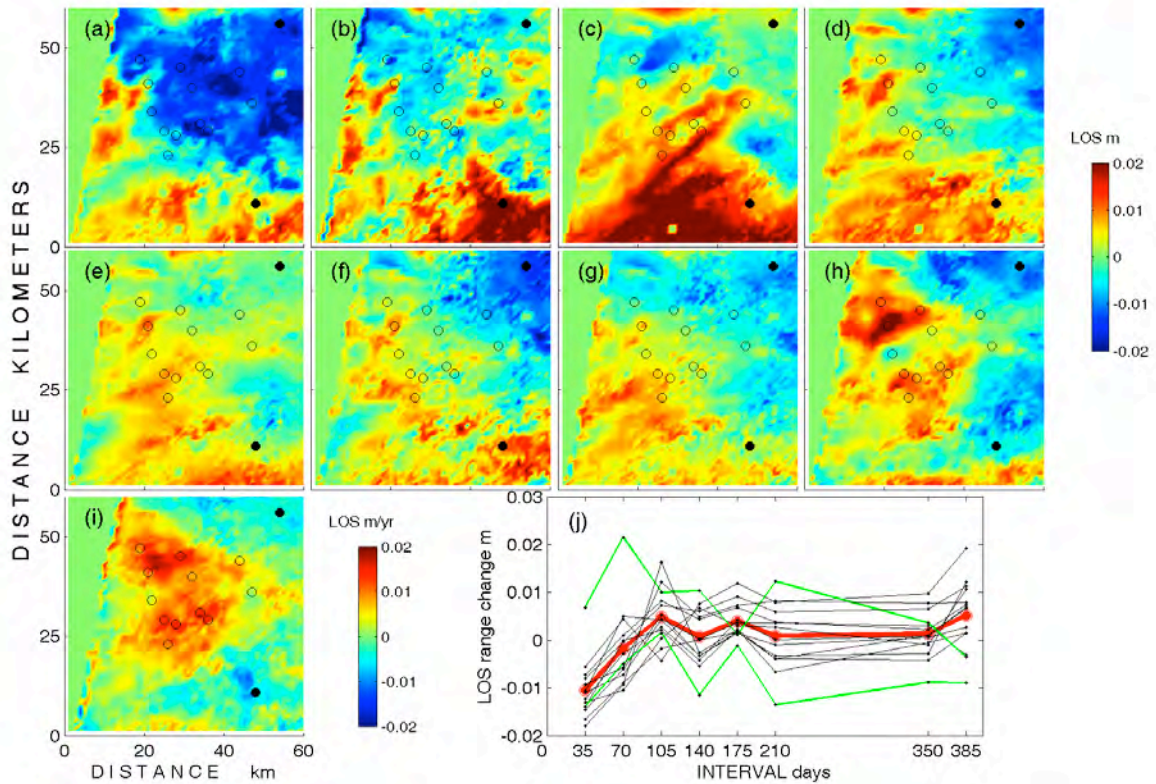 (a) (b) (c) (d)
50
25
0
LOS m
0.02
0.01
0
-0.01
-0.02
DISTANCE KILOMETERS
(e) (f) (g) (h)
50
25
0
(i)
50
25
0
0 20 40 60
DISTANCE km
LOS m/yr
0.02
0.01
0
-0.01
-0.02
(j)
LOS range change m
0.03
0.02
0.01
0
-0.01
-0.02
0 35 70 105 140 175 210 350 385
INTERVAL days